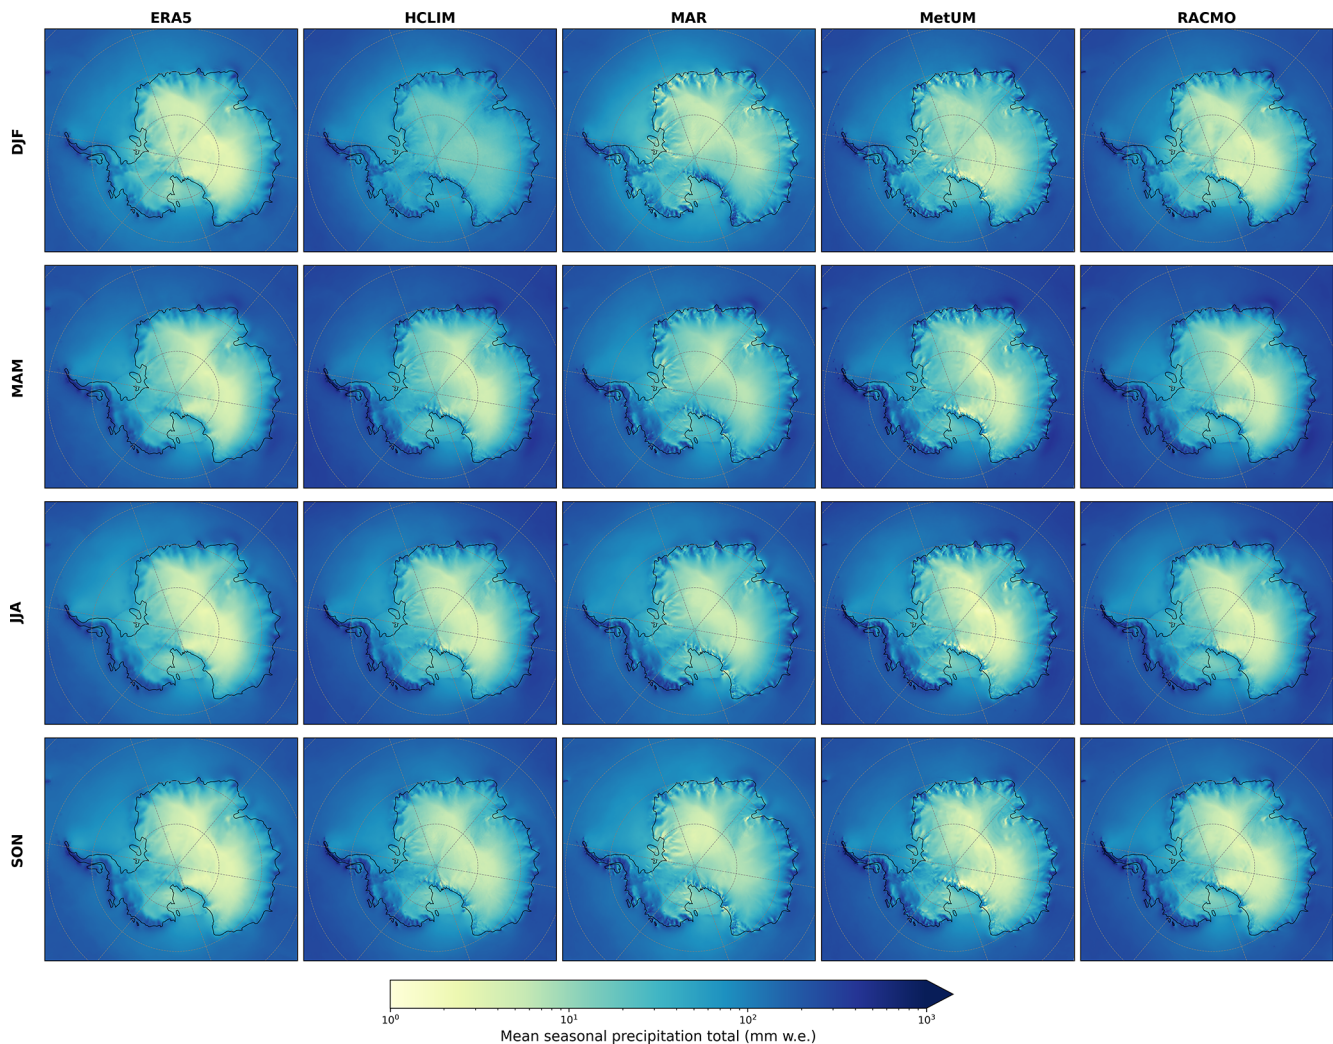 ERA5 HCLIM MAR MetUM RACMO
DJF
MAM
JJA
SON
10⁰ 10¹ 10² 10³
Mean seasonal precipitation total (mm w.e.)